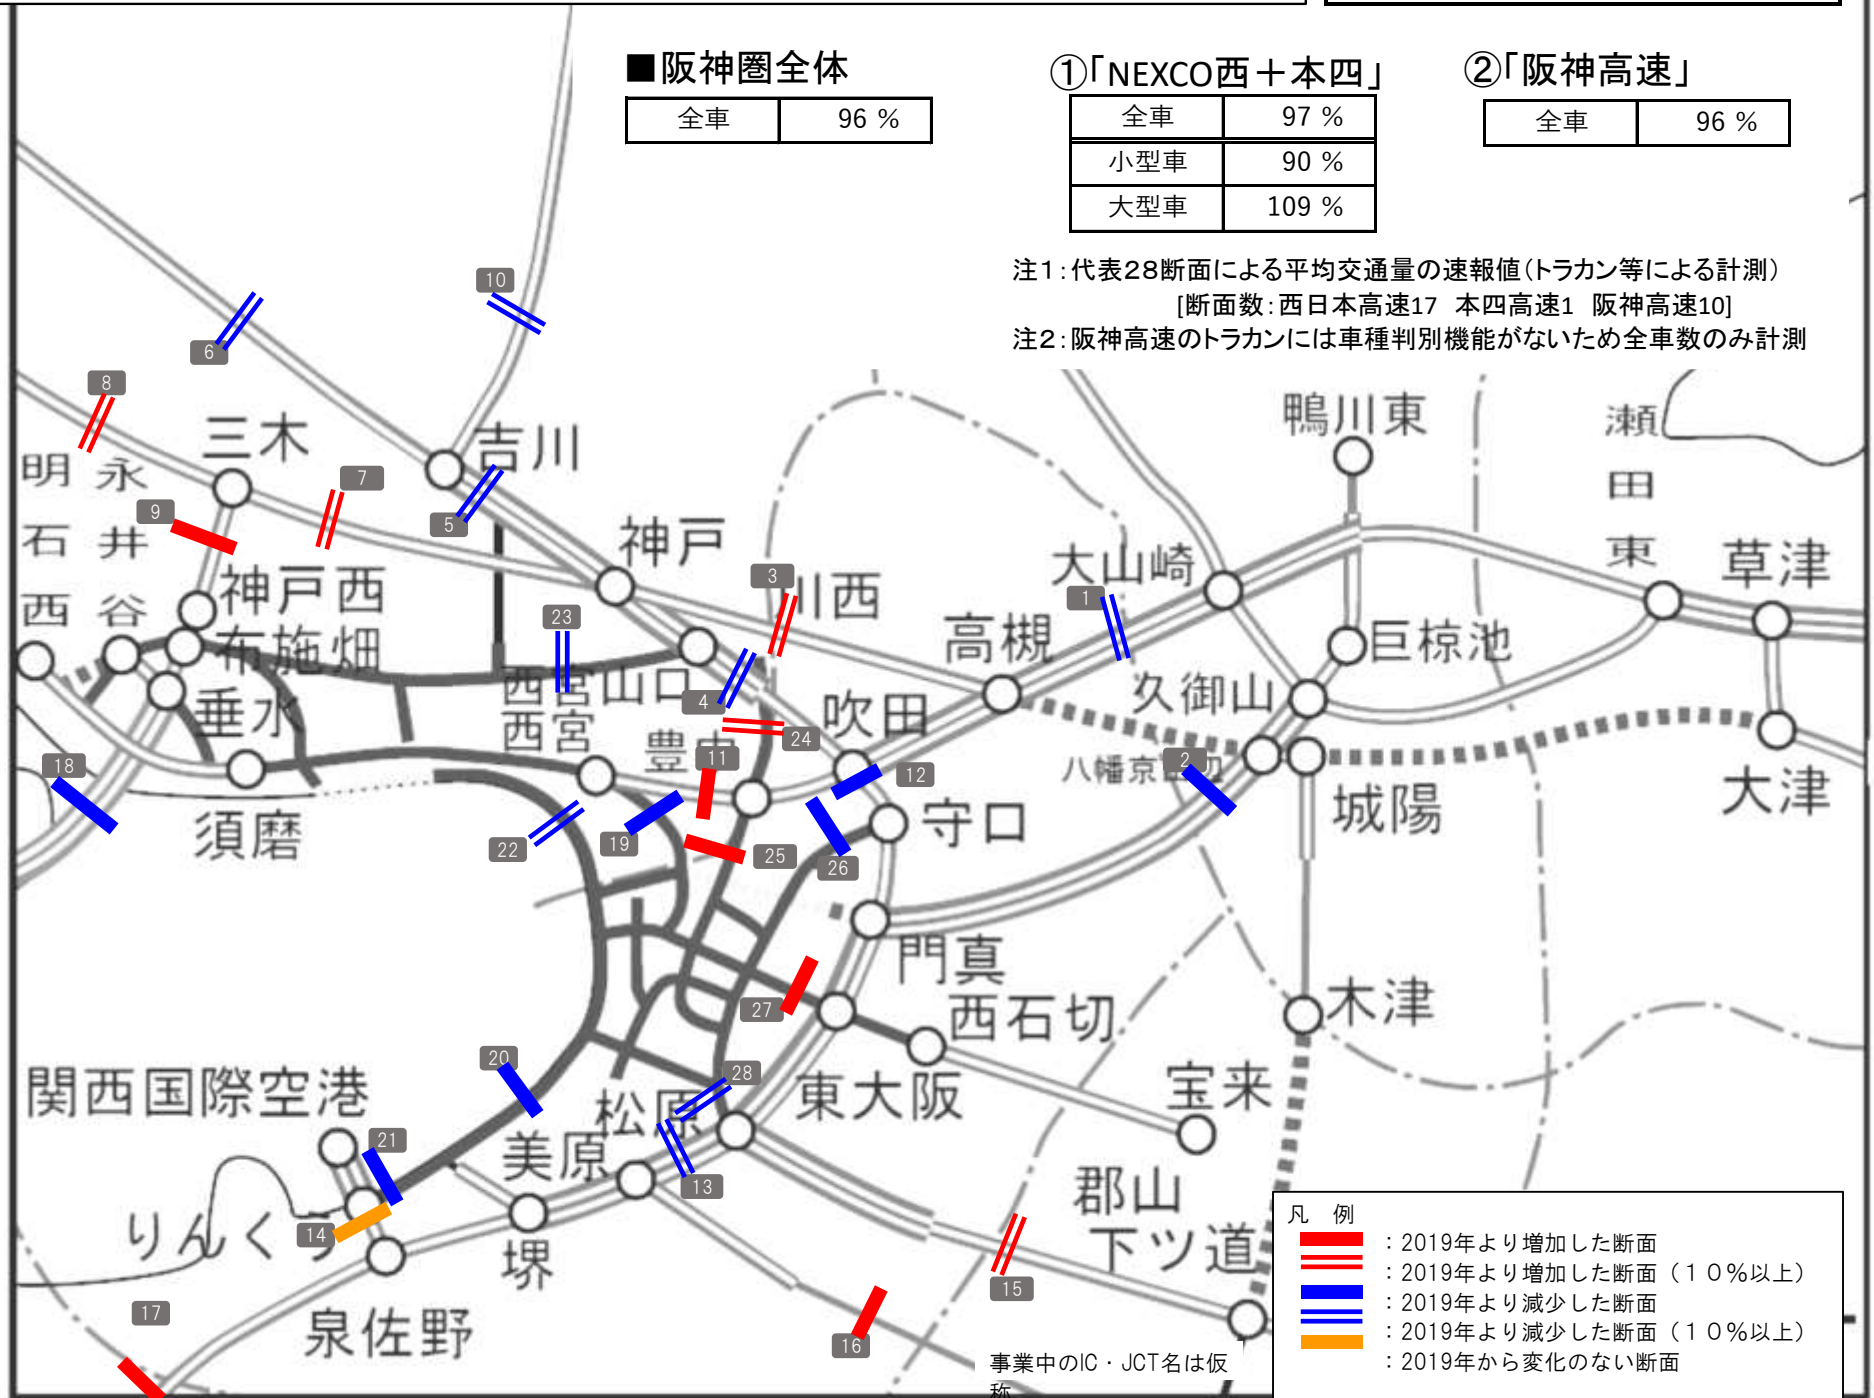 ■阪神圏全体
全車 96 %
①「NEXCO西＋本四」
全車 97 %
小型車 90 %
大型車 109 %
②「阪神高速」
全車 96 %
注1：代表28断面による平均交通量の速報値（トラカン等による計測）
[断面数：西日本高速17 本四高速1 阪神高速10]
注2：阪神高速のトラカンには車種判別機能がないため全車数のみ計測
10
6
8
三木
吉川
鴨川東
瀬田東
明石西
永井谷
7
9
5
神戸
大山崎
草津
3
川西
1
神戸西
布施畑
23
高槻
巨椋池
西宮山口
4
久御山
垂水
西宮
吹田
24
豊中
11
18
12
八幡京田辺
2
大津
須磨
城陽
守口
22
19
25
26
門真
27
西石切
木津
20
28
関西国際空港
松原
東大阪
宝来
21
美原
13
郡山
下ツ道
りんくう
14
堺
15
17
泉佐野
16
事業中のIC・JCT名は仮
称
凡 例
：2019年より増加した断面
：2019年より増加した断面（１０％以上）
：2019年より減少した断面
：2019年より減少した断面（１０％以上）
：2019年から変化のない断面